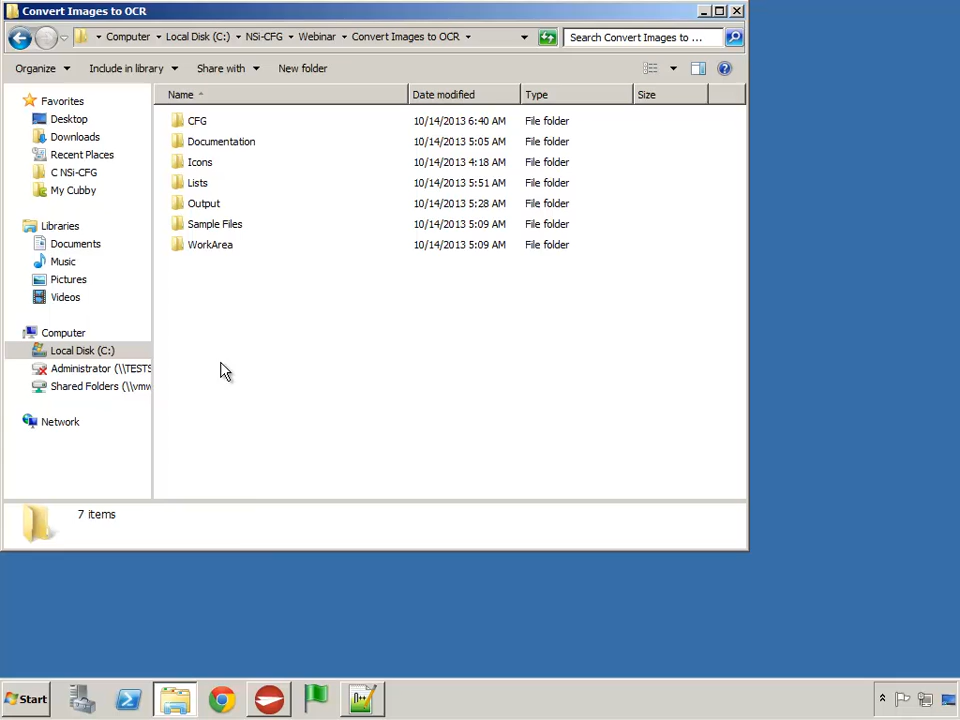 Convert Images to OCR
Computer Local Disk (C:) NSi-CFG Webinar Convert Images to OCR Search Convert Images to ...
Organize Include in library Share with New folder
Name Date modified Type Size
Favorites
Desktop
Downloads
Recent Places
C NSi-CFG
My Cubby
Libraries
Documents
Music
Pictures
Videos
Computer
Local Disk (C:)
Administrator (\\TESTS
Shared Folders (\\vmw
Network
CFG 10/14/2013 6:40 AM File folder
Documentation 10/14/2013 5:05 AM File folder
Icons 10/14/2013 4:18 AM File folder
Lists 10/14/2013 5:51 AM File folder
Output 10/14/2013 5:28 AM File folder
Sample Files 10/14/2013 5:09 AM File folder
WorkArea 10/14/2013 5:09 AM File folder
7 items
Start